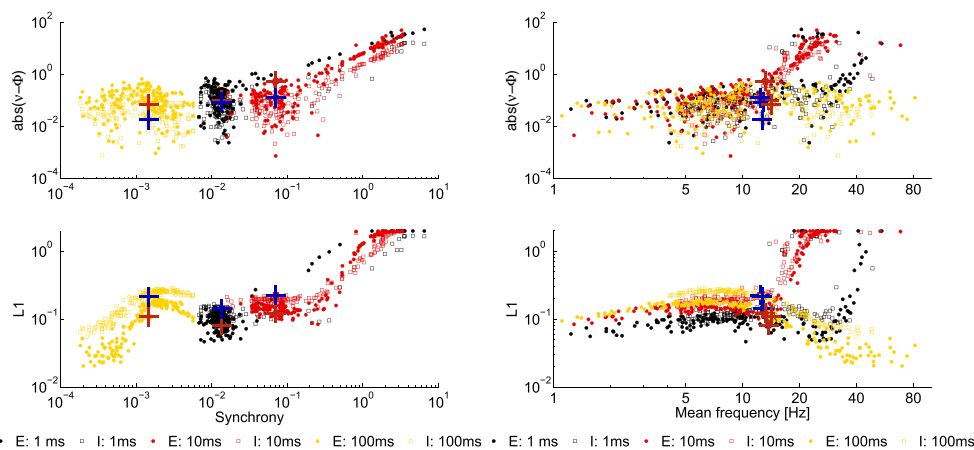 10² 10²
abs(ν−Φ) 10⁰ abs(ν−Φ) 10⁰
10⁻² 10⁻²
10⁻⁴ 10⁻⁴
10⁻⁴ 10⁻³ 10⁻² 10⁻¹ 10⁰ 10¹ 1 5 10 20 40 80
10⁰ 10⁰
L1 10⁻¹ L1 10⁻¹
10⁻² 10⁻²
10⁻⁴ 10⁻³ 10⁻² 10⁻¹ 10⁰ 10¹ 1 5 10 20 40 80
Synchrony Mean frequency [Hz]
E: 1 ms I: 1ms E: 10ms I: 10ms E: 100ms I: 100ms E: 1 ms I: 1ms E: 10ms I: 10ms E: 100ms I: 100ms